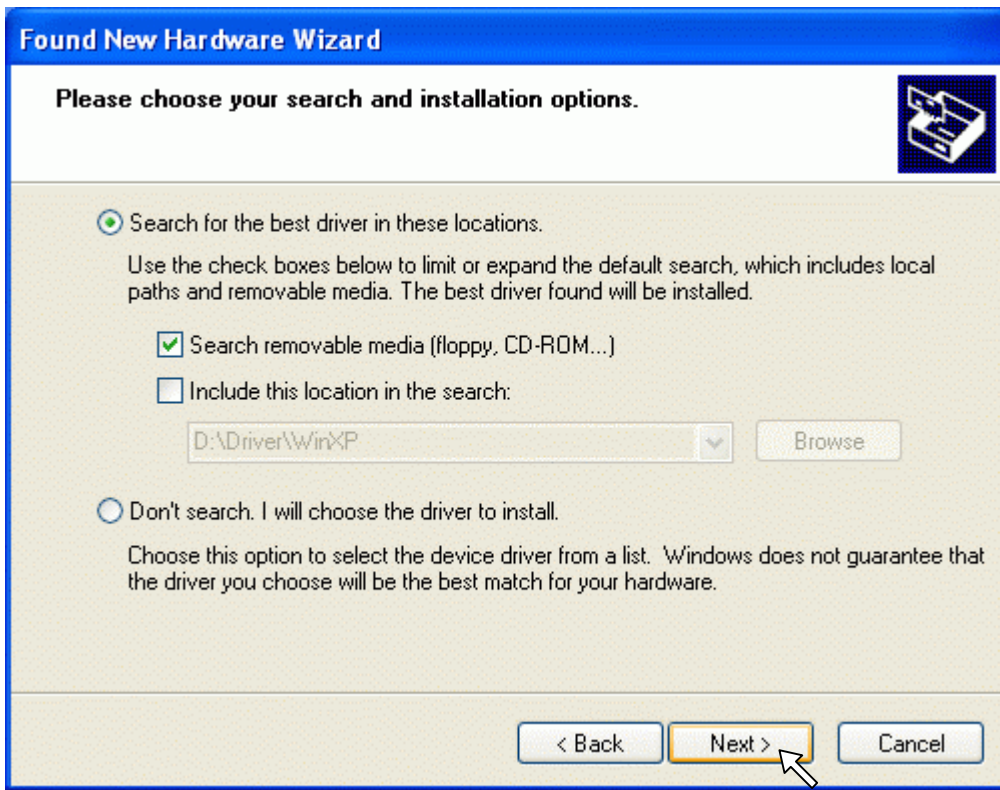 Found New Hardware Wizard
Please choose your search and installation options.
Search for the best driver in these locations.
Use the check boxes below to limit or expand the default search, which includes local
paths and removable media. The best driver found will be installed.
Search removable media (floppy, CD-ROM...)
Include this location in the search:
D:\Driver\WinXP
Browse
Don't search. I will choose the driver to install.
Choose this option to select the device driver from a list.  Windows does not guarantee that
the driver you choose will be the best match for your hardware.
< Back
Next >
Cancel